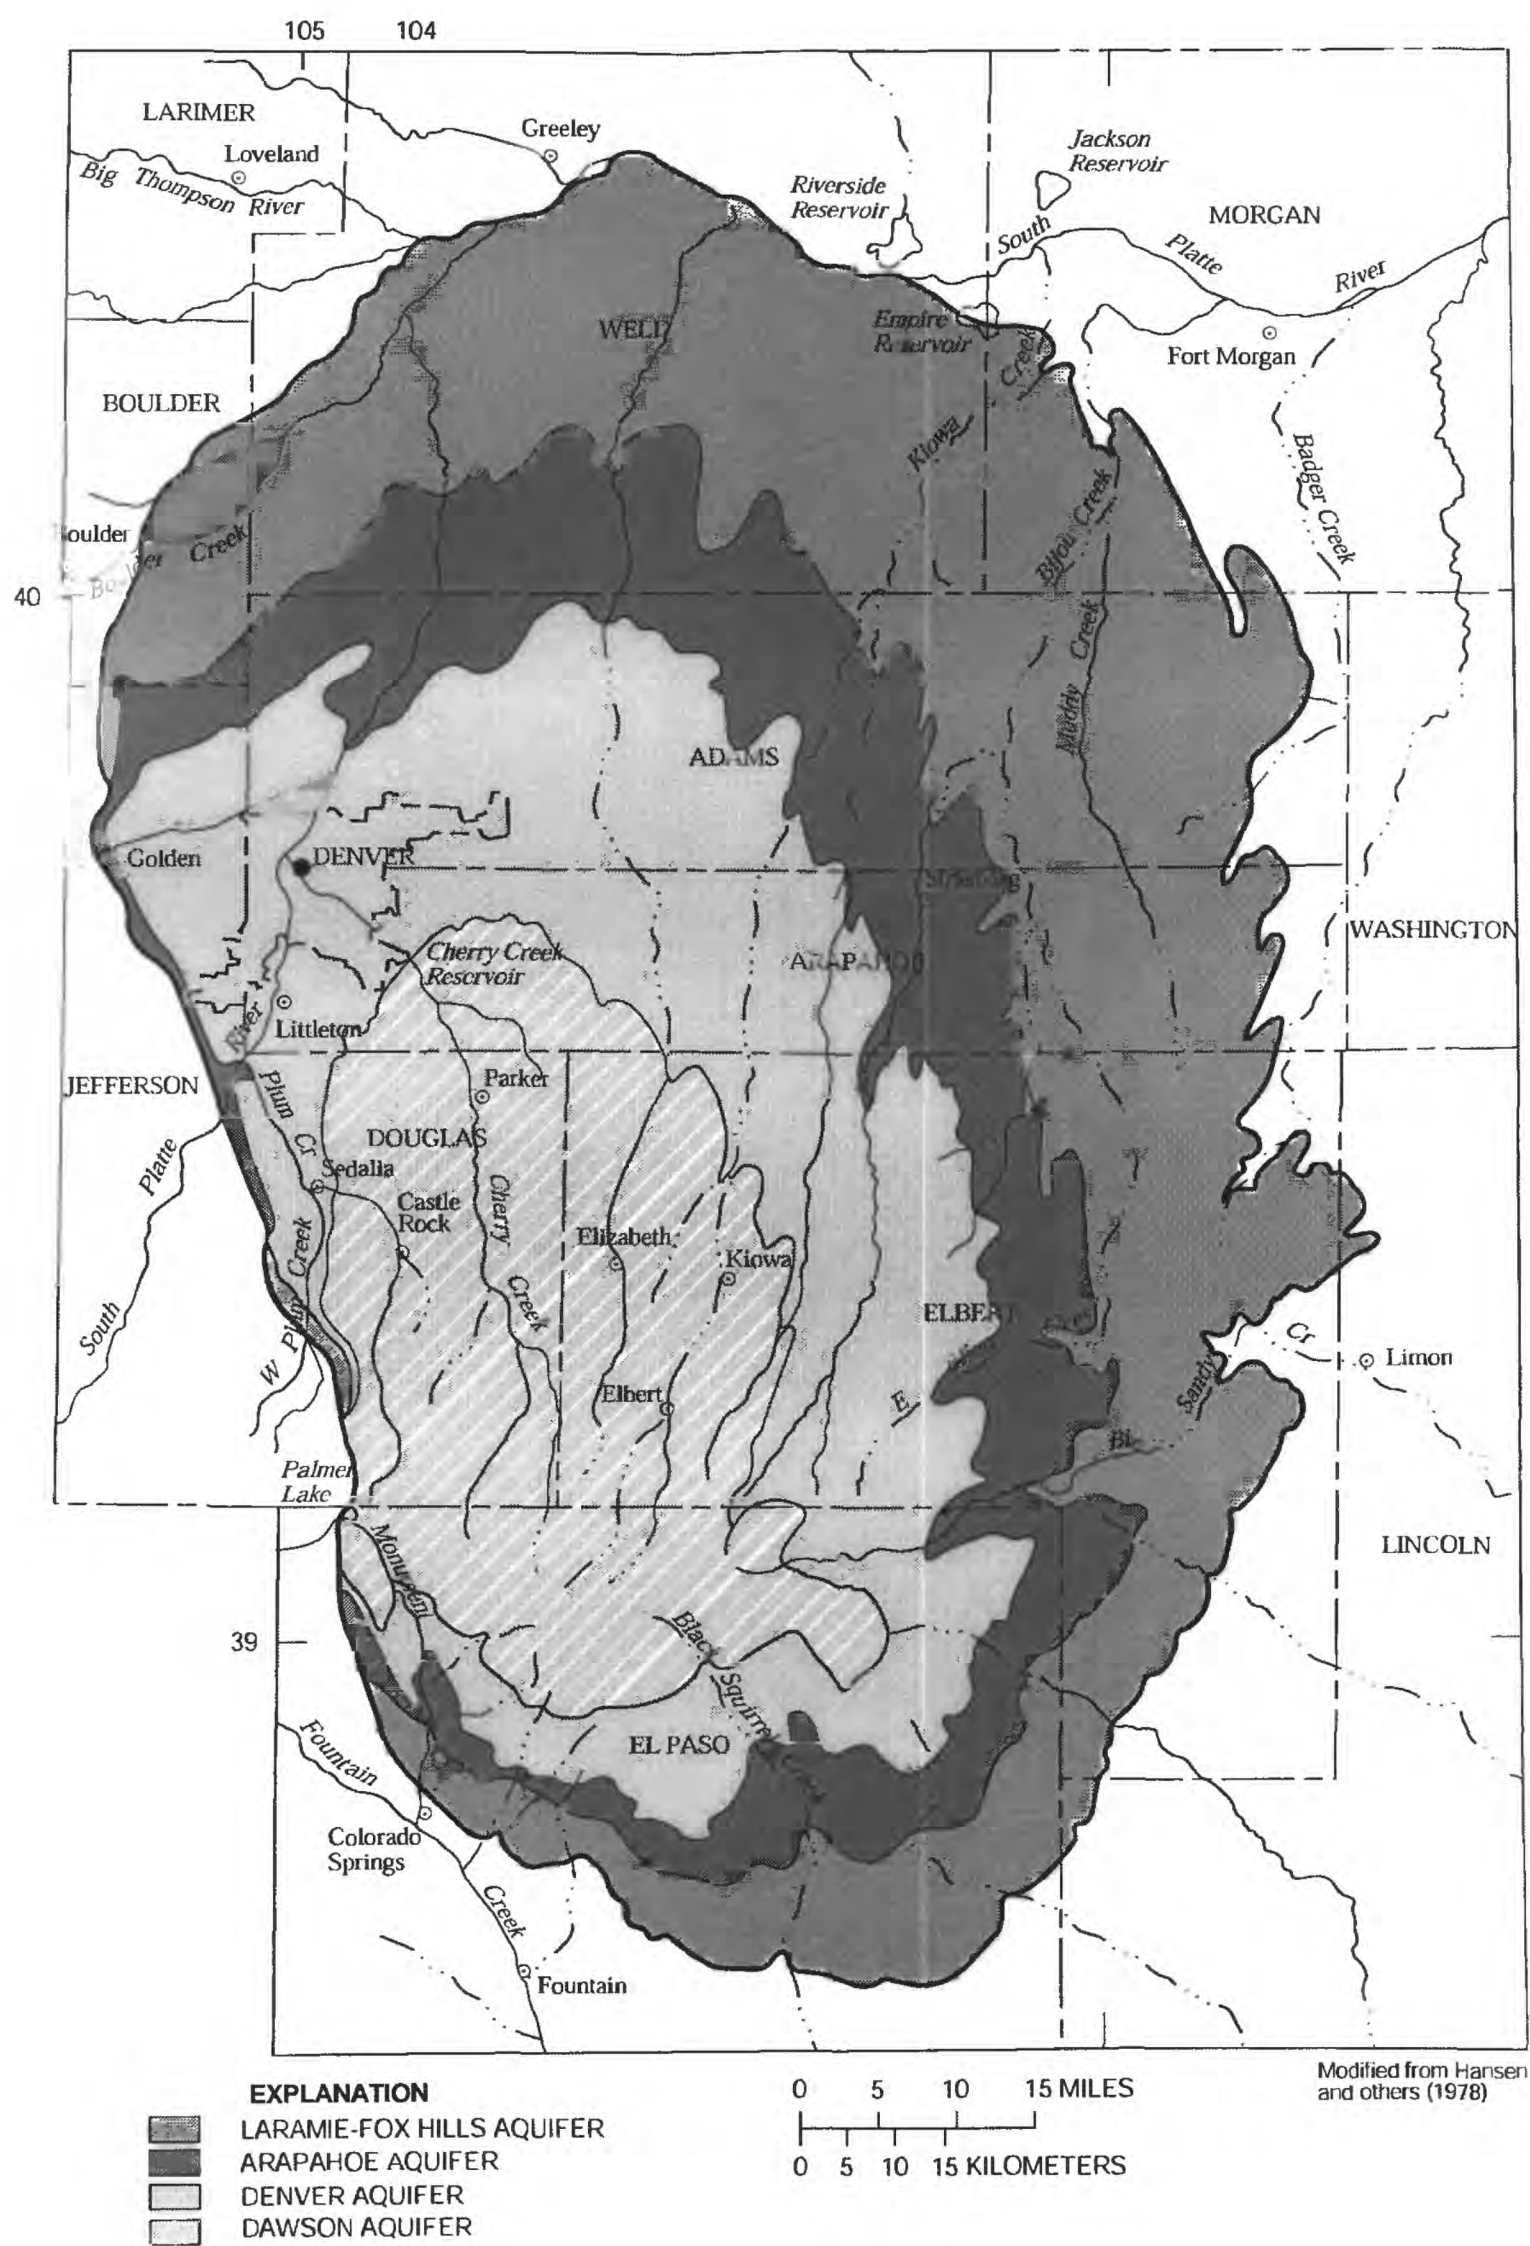 105 104
LARIMER
Loveland
Big Thompson River
Greeley
Jackson
Reservoir
Riverside
Reservoir
MORGAN
South Platte River
WELD
Empire
Reservoir
Fort Morgan
Kiowa Creek
BOULDER
Badger Creek
Bijou Creek
oulder
Boulder Creek
40
Muddy Creek
ADAMS
Golden
DENVER
Strasburg
WASHINGTON
ARAPAHOE
Cherry Creek
Reservoir
Littleton
River
JEFFERSON
Plum Cr
Parker
DOUGLAS
Sedalia
Castle
Rock
Cherry Creek
Elizabeth
Kiowa
South Platte
W Plum Creek
ELBERT
Cr
Limon
Elbert
E
Sandy
Palmer
Lake
Monument
LINCOLN
39
Black Squirrel
EL PASO
Fountain
Colorado
Springs
Creek
Fountain
Modified from Hansen
and others (1978)
EXPLANATION
LARAMIE-FOX HILLS AQUIFER
ARAPAHOE AQUIFER
DENVER AQUIFER
DAWSON AQUIFER
0 5 10 15 MILES
0 5 10 15 KILOMETERS